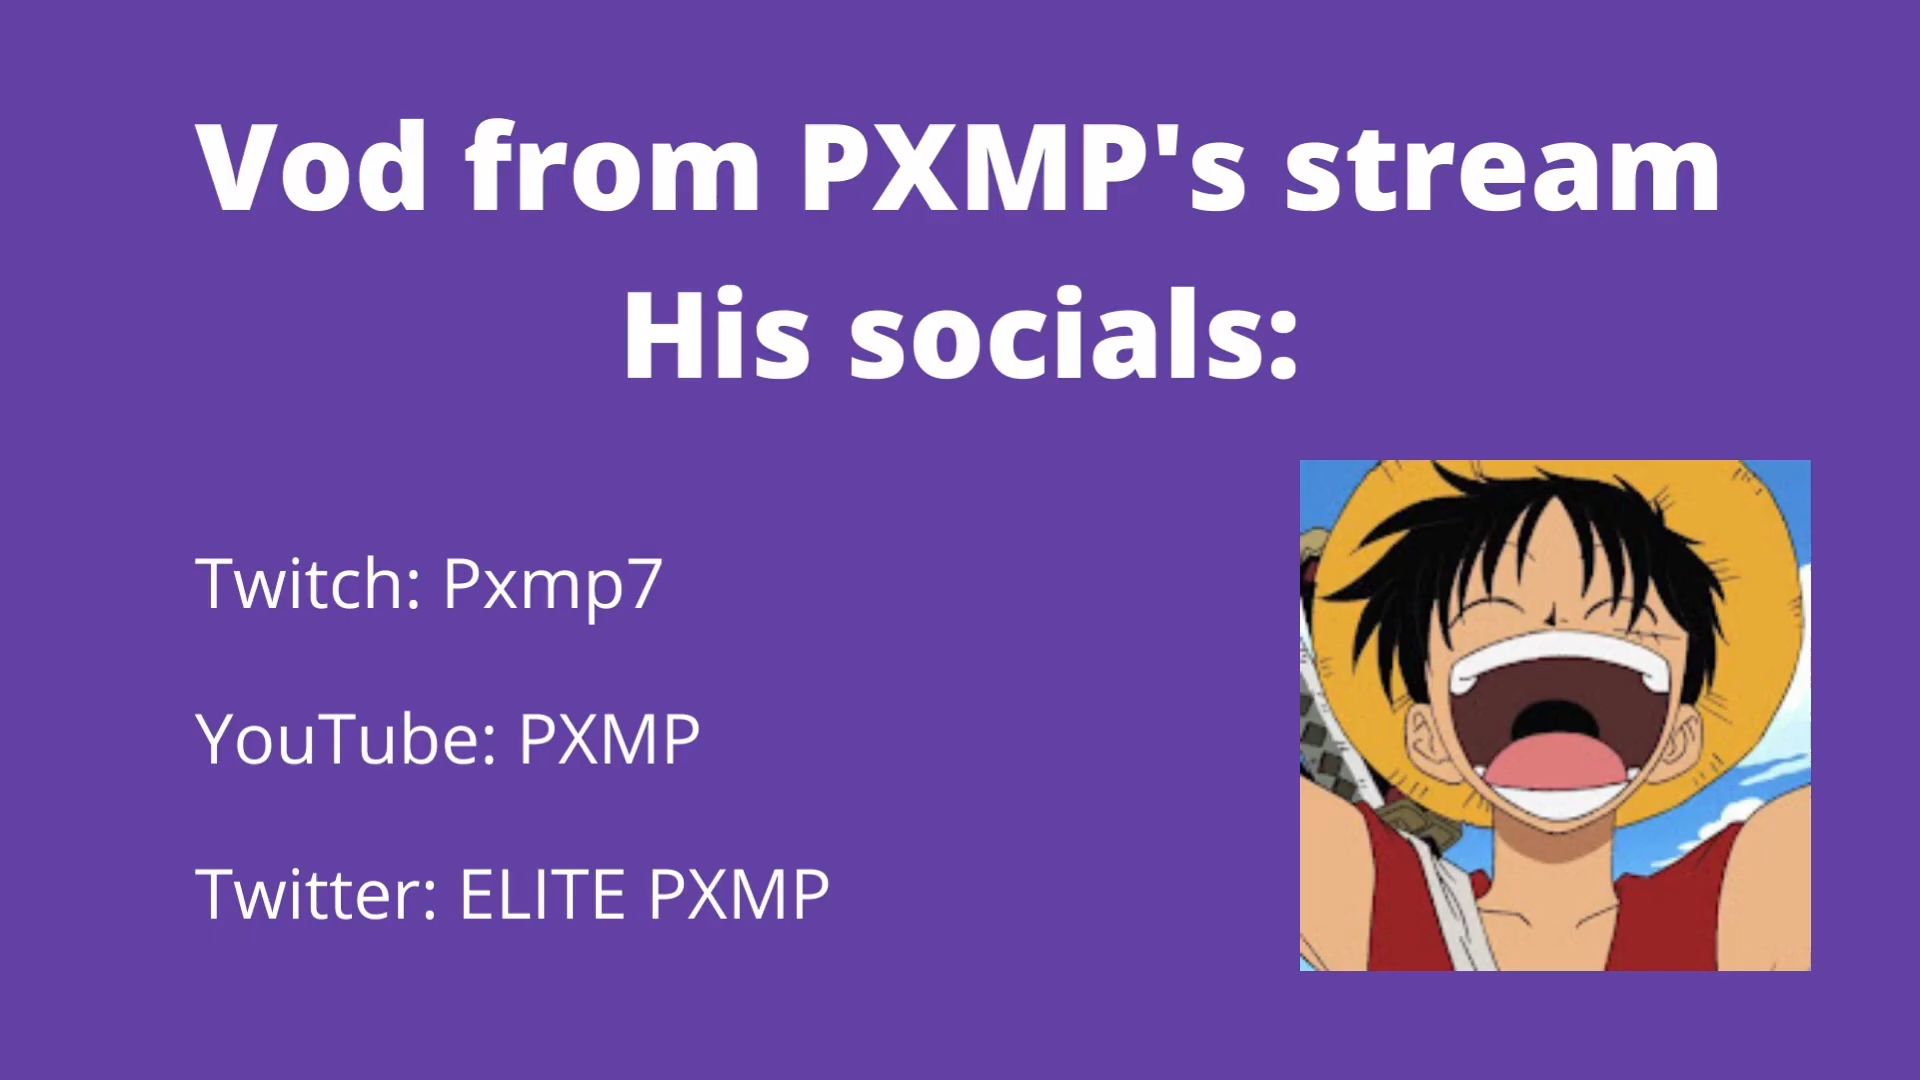 Vod from PXMP's stream
His socials:
Twitch: Pxmp7
YouTube: PXMP
Twitter: ELITE PXMP